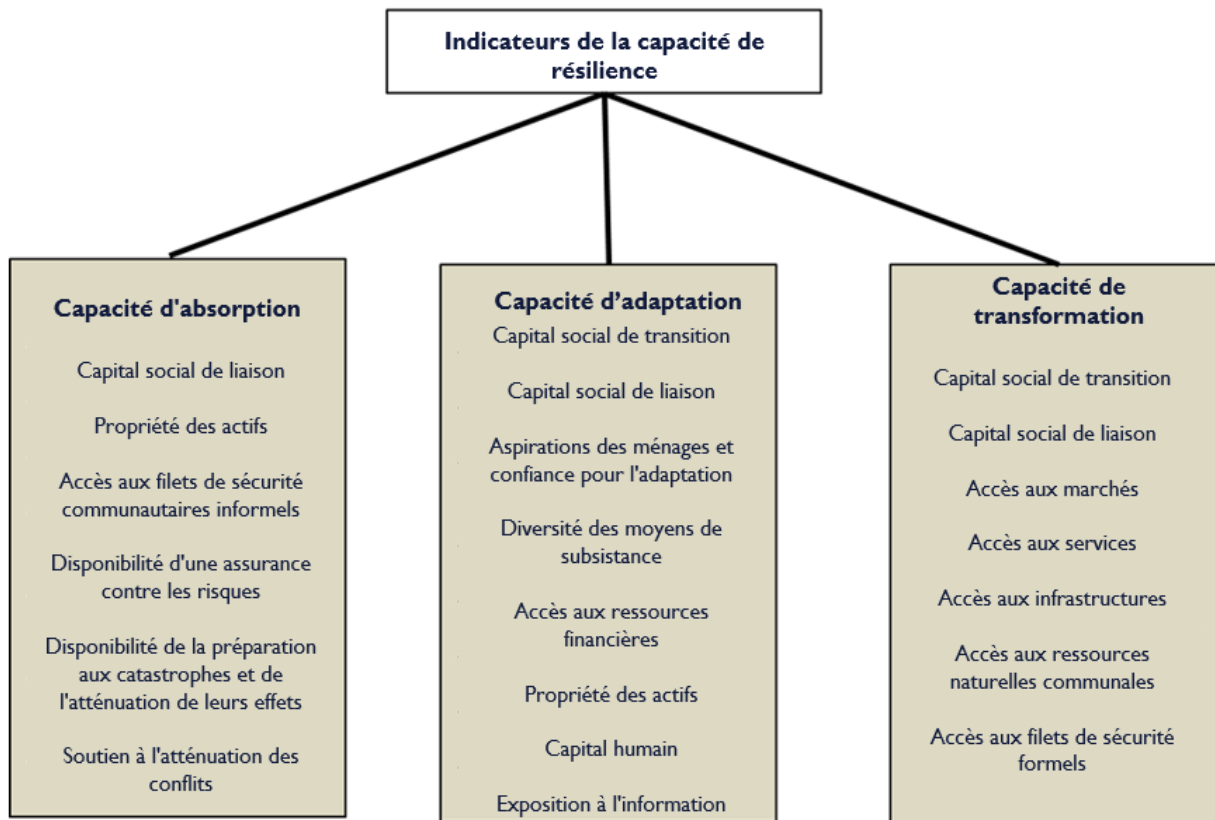 Indicateurs de la capacité de
résilience
Capacité d'absorption
Capital social de liaison
Propriété des actifs
Accès aux filets de sécurité
communautaires informels
Disponibilité d'une assurance
contre les risques
Disponibilité de la préparation
aux catastrophes et de
l'atténuation de leurs effets
Soutien à l'atténuation des
conflits
Capacité d’adaptation
Capital social de transition
Capital social de liaison
Aspirations des ménages et
confiance pour l'adaptation
Diversité des moyens de
subsistance
Accès aux ressources
financières
Propriété des actifs
Capital humain
Exposition à l'information
Capacité de
transformation
Capital social de transition
Capital social de liaison
Accès aux marchés
Accès aux services
Accès aux infrastructures
Accès aux ressources
naturelles communales
Accès aux filets de sécurité
formels